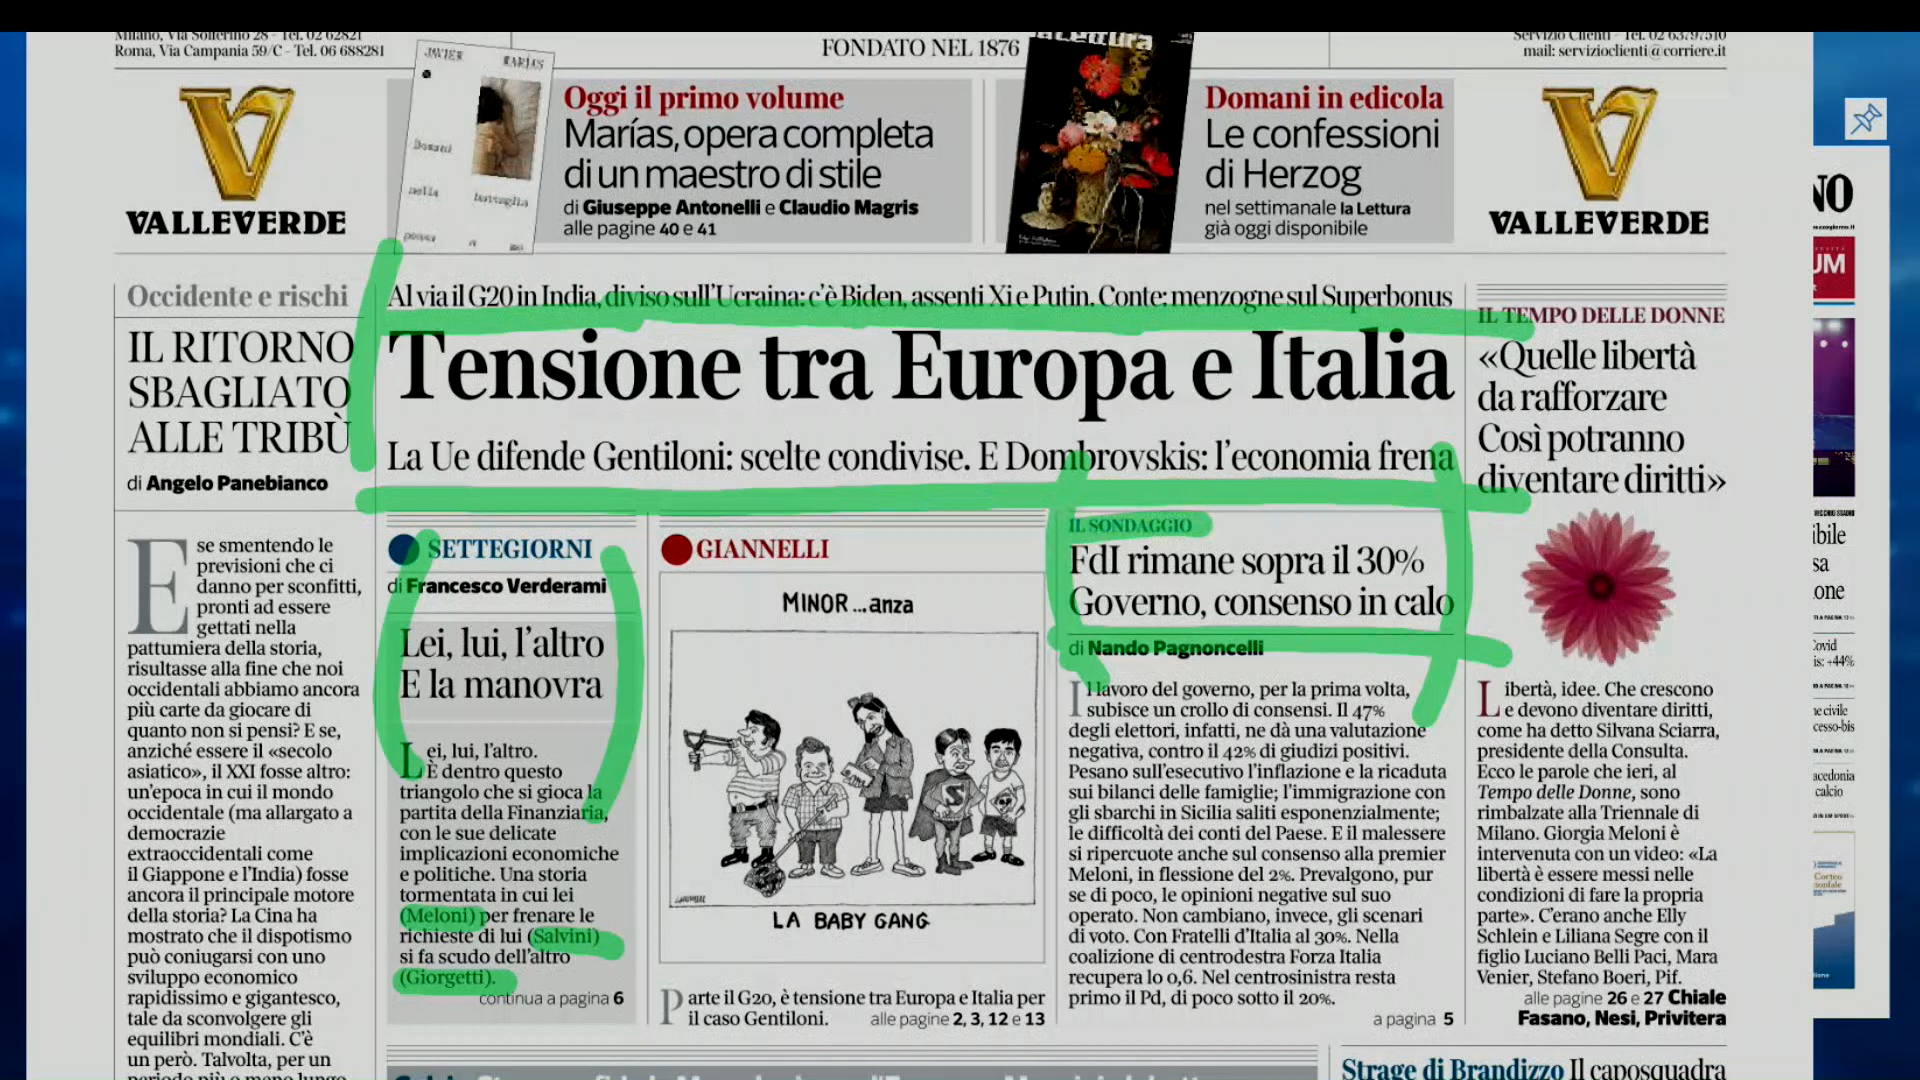 Milano, Via Solferino 28 - Tel. 02 62821
Roma, Via Campania 59/C - Tel. 06 688281
FONDATO NEL 1876
Servizio Clienti - Tel. 02 63797510
mail: servizioclienti@corriere.it
VALLEVERDE
JAVIER MARÍAS
Domani
nella battaglia
pensa a me
Oggi il primo volume
Marías, opera completa
di un maestro di stile
di Giuseppe Antonelli e Claudio Magris
alle pagine 40 e 41
Domani in edicola
Le confessioni
di Herzog
nel settimanale la Lettura
già oggi disponibile
VALLEVERDE
Occidente e rischi
IL RITORNO
SBAGLIATO
ALLE TRIBÙ
di Angelo Panebianco
E se smentendo le
previsioni che ci
danno per sconfitti,
pronti ad essere
gettati nella
pattumiera della storia,
risultasse alla fine che noi
occidentali abbiamo ancora
più carte da giocare di
quanto non si pensi? E se,
anziché essere il «secolo
asiatico», il XXI fosse altro:
un'epoca in cui il mondo
occidentale (ma allargato a
democrazie
extraoccidentali come
il Giappone e l'India) fosse
ancora il principale motore
della storia? La Cina ha
mostrato che il dispotismo
può coniugarsi con uno
sviluppo economico
rapidissimo e gigantesco,
tale da sconvolgere gli
equilibri mondiali. C'è
un però. Talvolta, per un
periodo più o meno lungo
Al via il G20 in India, diviso sull'Ucraina: c'è Biden, assenti Xi e Putin. Conte: menzogne sul Superbonus
Tensione tra Europa e Italia
La Ue difende Gentiloni: scelte condivise. E Dombrovskis: l'economia frena
SETTEGIORNI
di Francesco Verderami
Lei, lui, l'altro
E la manovra
Lei, lui, l'altro.
È dentro questo
triangolo che si gioca la
partita della Finanziaria,
con le sue delicate
implicazioni economiche
e politiche. Una storia
tormentata in cui lei
(Meloni) per frenare le
richieste di lui (Salvini)
si fa scudo dell'altro
(Giorgetti).
continua a pagina 6
GIANNELLI
MINOR...anza
S
LA BABY GANG
Parte il G20, è tensione tra Europa e Italia per
il caso Gentiloni. alle pagine 2, 3, 12 e 13
IL SONDAGGIO
FdI rimane sopra il 30%
Governo, consenso in calo
di Nando Pagnoncelli
Il lavoro del governo, per la prima volta,
subisce un crollo di consensi. Il 47%
degli elettori, infatti, ne dà una valutazione
negativa, contro il 42% di giudizi positivi.
Pesano sull'esecutivo l'inflazione e la ricaduta
sui bilanci delle famiglie; l'immigrazione con
gli sbarchi in Sicilia saliti esponenzialmente;
le difficoltà dei conti del Paese. E il malessere
si ripercuote anche sul consenso alla premier
Meloni, in flessione del 2%. Prevalgono, pur
se di poco, le opinioni negative sul suo
operato. Non cambiano, invece, gli scenari
di voto. Con Fratelli d'Italia al 30%. Nella
coalizione di centrodestra Forza Italia
recupera lo 0,6. Nel centrosinistra resta
primo il Pd, di poco sotto il 20%.
a pagina 5
IL TEMPO DELLE DONNE
«Quelle libertà
da rafforzare
Così potranno
diventare diritti»
Libertà, idee. Che crescono
e devono diventare diritti,
come ha detto Silvana Sciarra,
presidente della Consulta.
Ecco le parole che ieri, al
Tempo delle Donne, sono
rimbalzate alla Triennale di
Milano. Giorgia Meloni è
intervenuta con un video: «La
libertà è essere messi nelle
condizioni di fare la propria
parte». C'erano anche Elly
Schlein e Liliana Segre con il
figlio Luciano Belli Paci, Mara
Venier, Stefano Boeri, Pif.
alle pagine 26 e 27 Chiale
Fasano, Nesi, Privitera
Strage di Brandizzo Il caposquadra
NO
UM
ibile
sa
one
Covid
is: +44%
ne civile
cesso-bis
acedonia
calcio